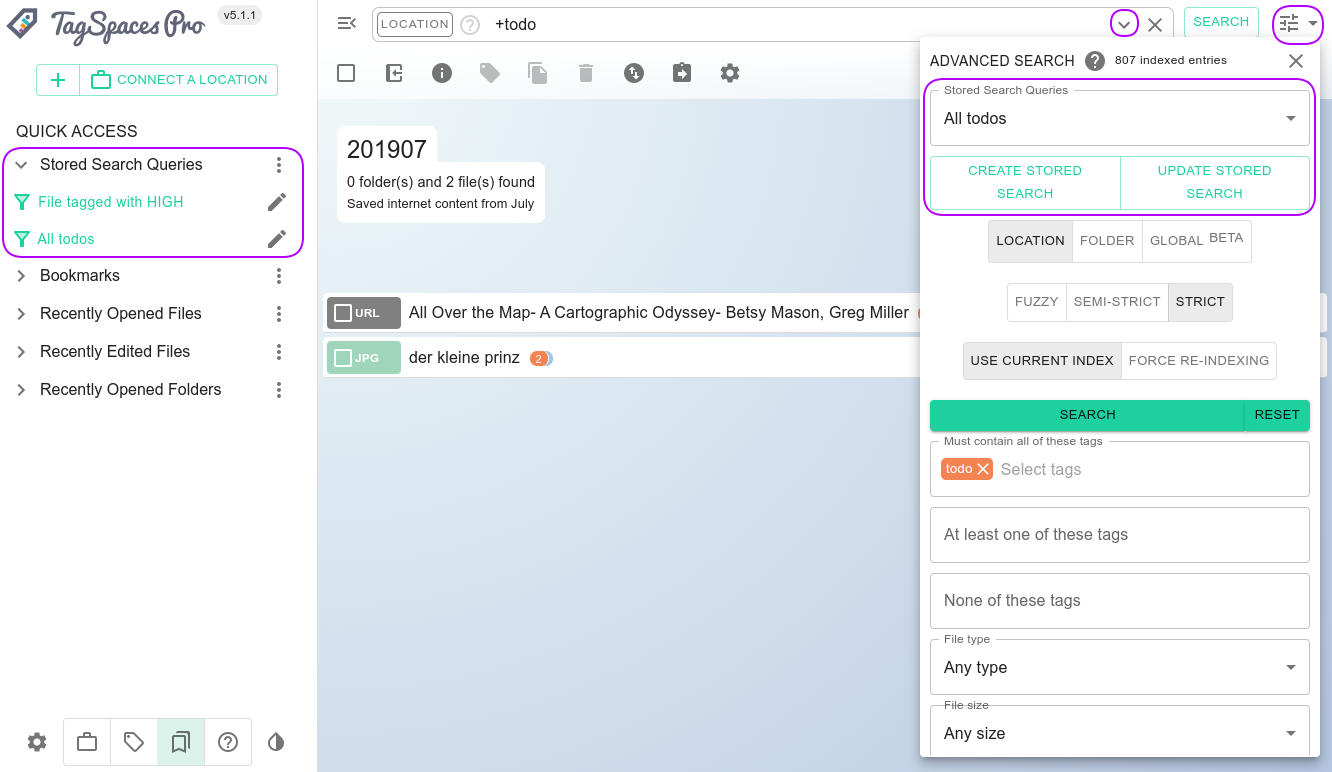 TagSpaces Pro
v5.1.1
CONNECT A LOCATION
QUICK ACCESS
Stored Search Queries
File tagged with HIGH
All todos
Bookmarks
Recently Opened Files
Recently Edited Files
Recently Opened Folders
LOCATION
+todo
SEARCH
201907
0 folder(s) and 2 file(s) found
Saved internet content from July
URL
All Over the Map- A Cartographic Odyssey- Betsy Mason, Greg Miller
JPG
der kleine prinz
2
ADVANCED SEARCH
807 indexed entries
Stored Search Queries
All todos
CREATE STORED
SEARCH
UPDATE STORED
SEARCH
LOCATION
FOLDER
GLOBAL BETA
FUZZY
SEMI-STRICT
STRICT
USE CURRENT INDEX
FORCE RE-INDEXING
SEARCH
RESET
Must contain all of these tags
todo
Select tags
At least one of these tags
None of these tags
File type
Any type
File size
Any size